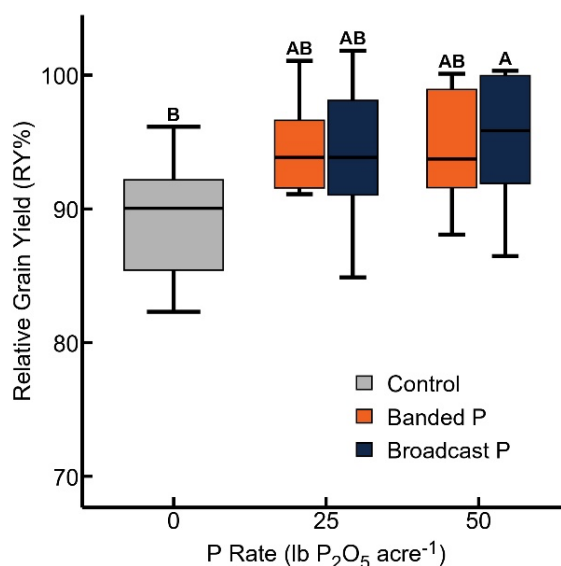 AB
AB
AB
A
B
100
90
80
70
Relative Grain Yield (RY%)
Control
Banded P
Broadcast P
0
25
50
P Rate (lb P₂O₅ acre⁻¹)